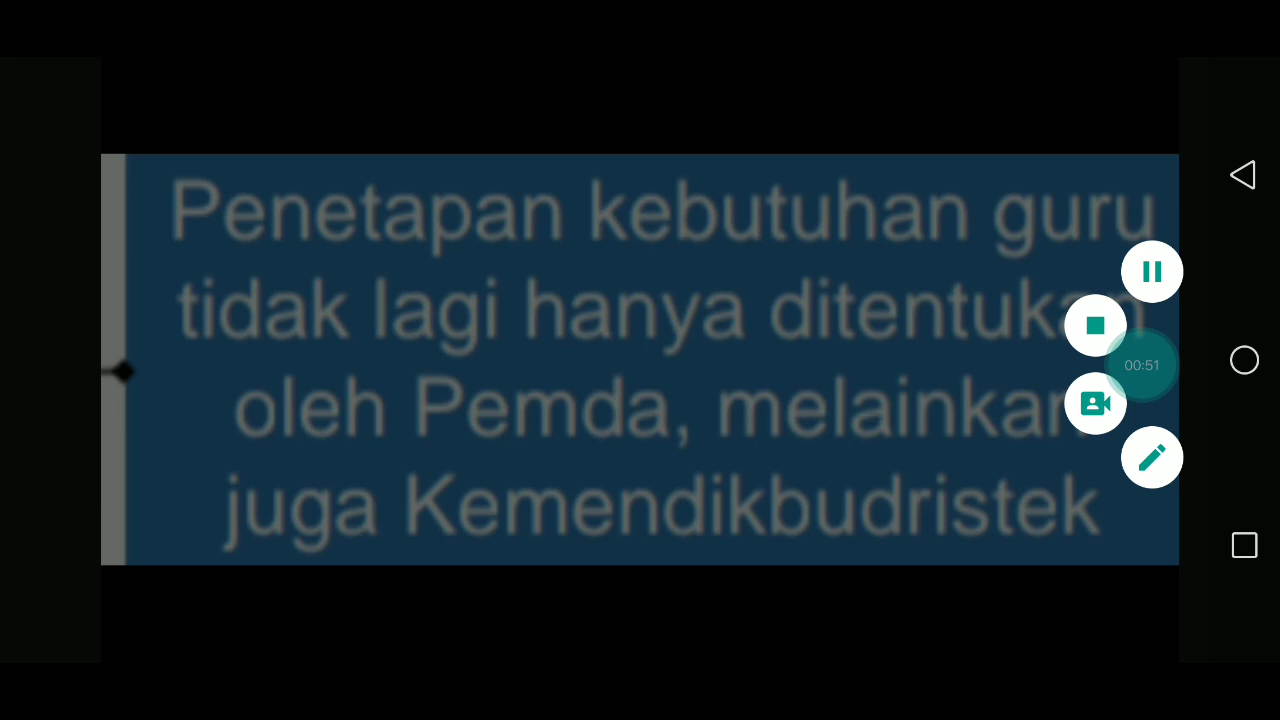 Penetapan kebutuhan guru
tidak lagi hanya ditentukan
oleh Pemda, melainkan
juga Kemendikbudristek
00:51